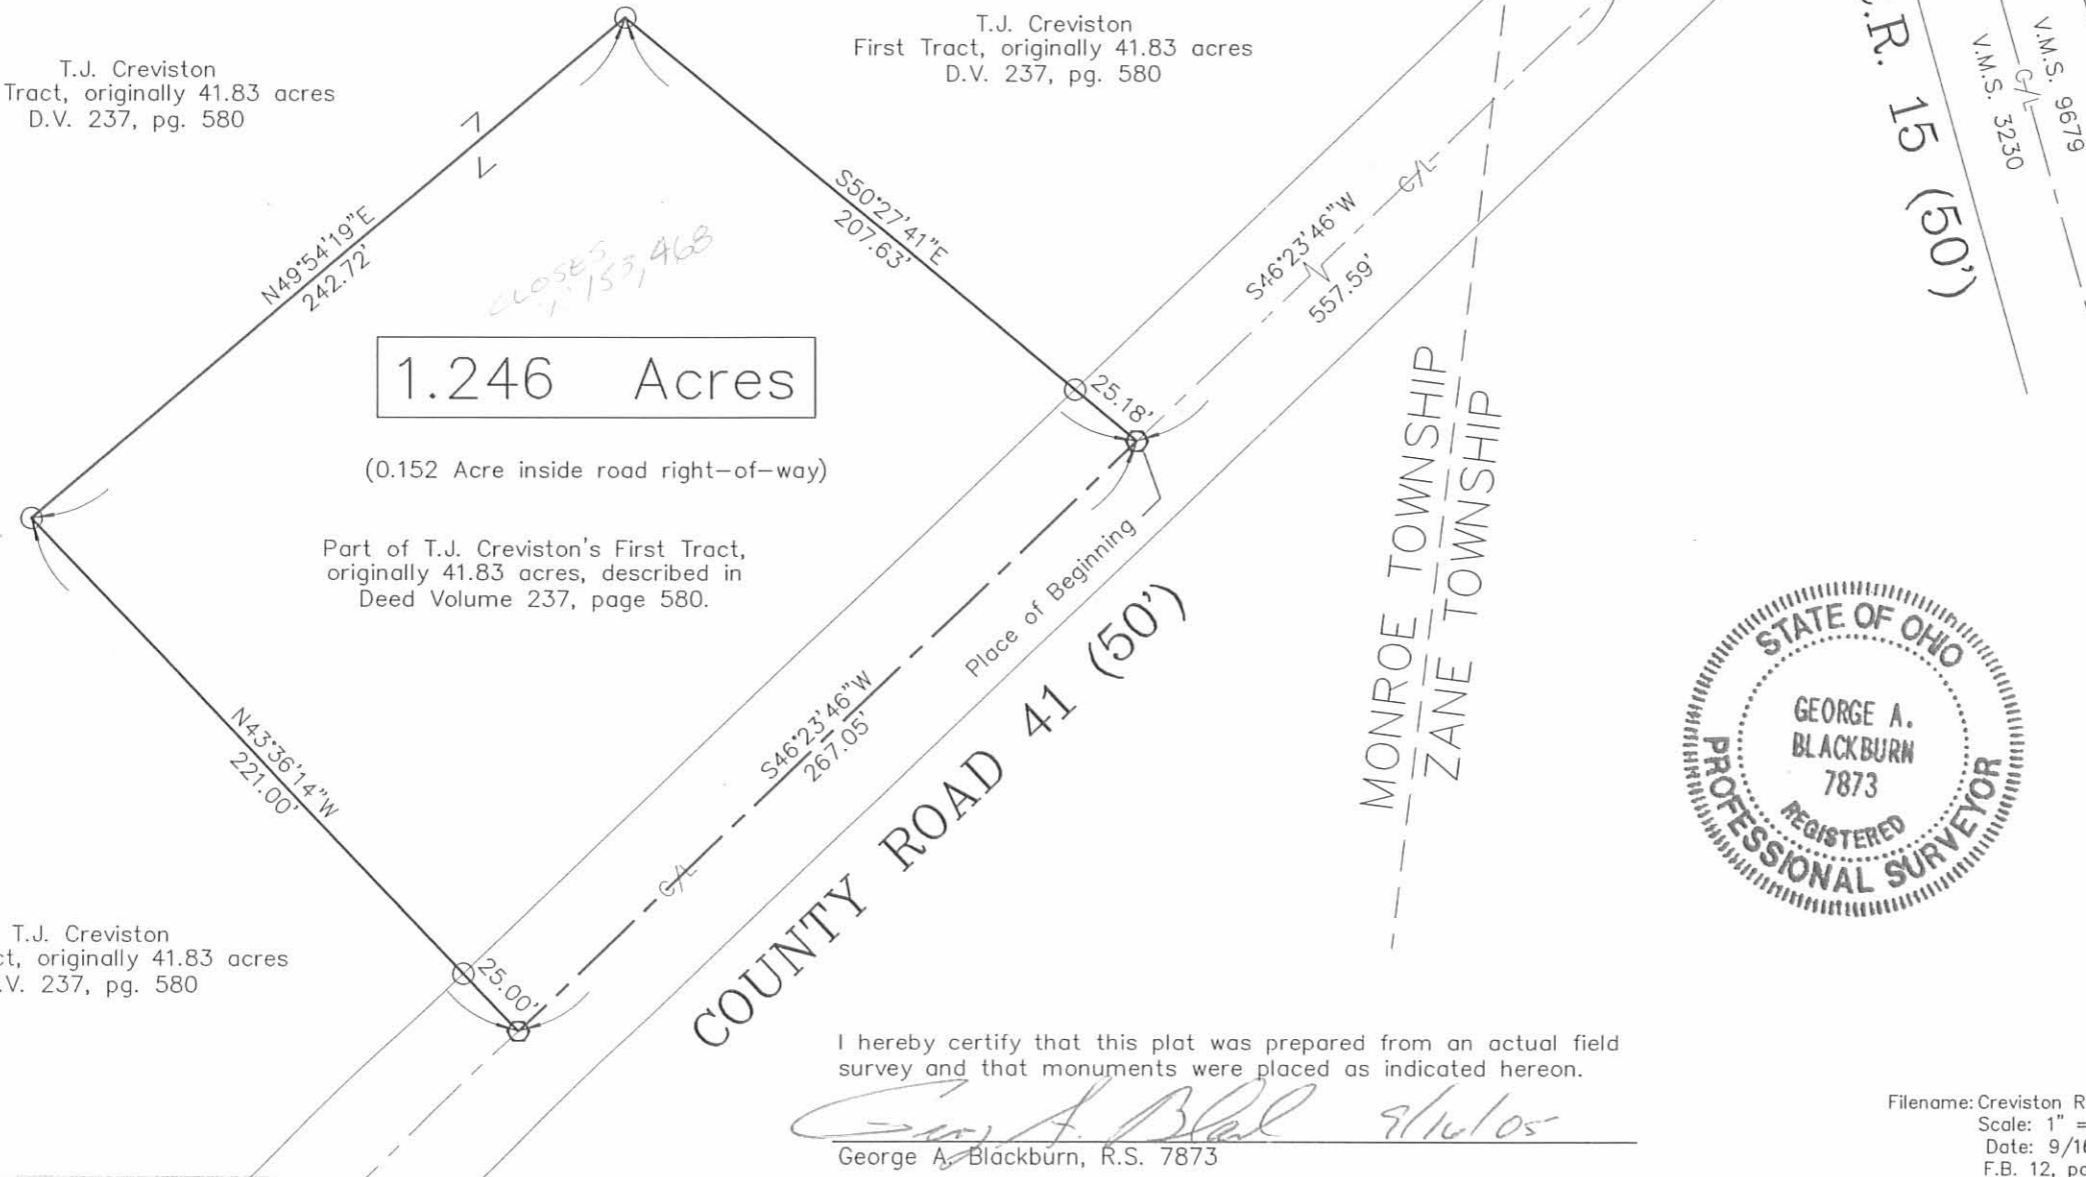 T.J. Creviston
Tract, originally 41.83 acres
D.V. 237, pg. 580
T.J. Creviston
First Tract, originally 41.83 acres
D.V. 237, pg. 580
C.R. 15 (50')
V.M.S. 9679
C/L
V.M.S. 3230
N49°54'19"E
242.72'
S50°27'41"E
207.63'
CLOSES
1/153,468
1.246 Acres
(0.152 Acre inside road right-of-way)
Part of T.J. Creviston's First Tract,
originally 41.83 acres, described in
Deed Volume 237, page 580.
25.18'
S46°23'46"W
557.59'
C/L
Place of Beginning
MONROE TOWNSHIP
ZANE TOWNSHIP
N43°36'14"W
221.00'
S46°23'46"W
267.05'
C/L
25.00'
COUNTY ROAD 41 (50')
T.J. Creviston
ct, originally 41.83 acres
.V. 237, pg. 580
STATE OF OHIO
GEORGE A.
BLACKBURN
7873
REGISTERED
PROFESSIONAL SURVEYOR
I hereby certify that this plat was prepared from an actual field
survey and that monuments were placed as indicated hereon.
9/16/05
George A. Blackburn, R.S. 7873
Filename: Creviston R
Scale: 1" =
Date: 9/16
F.B. 12, pg